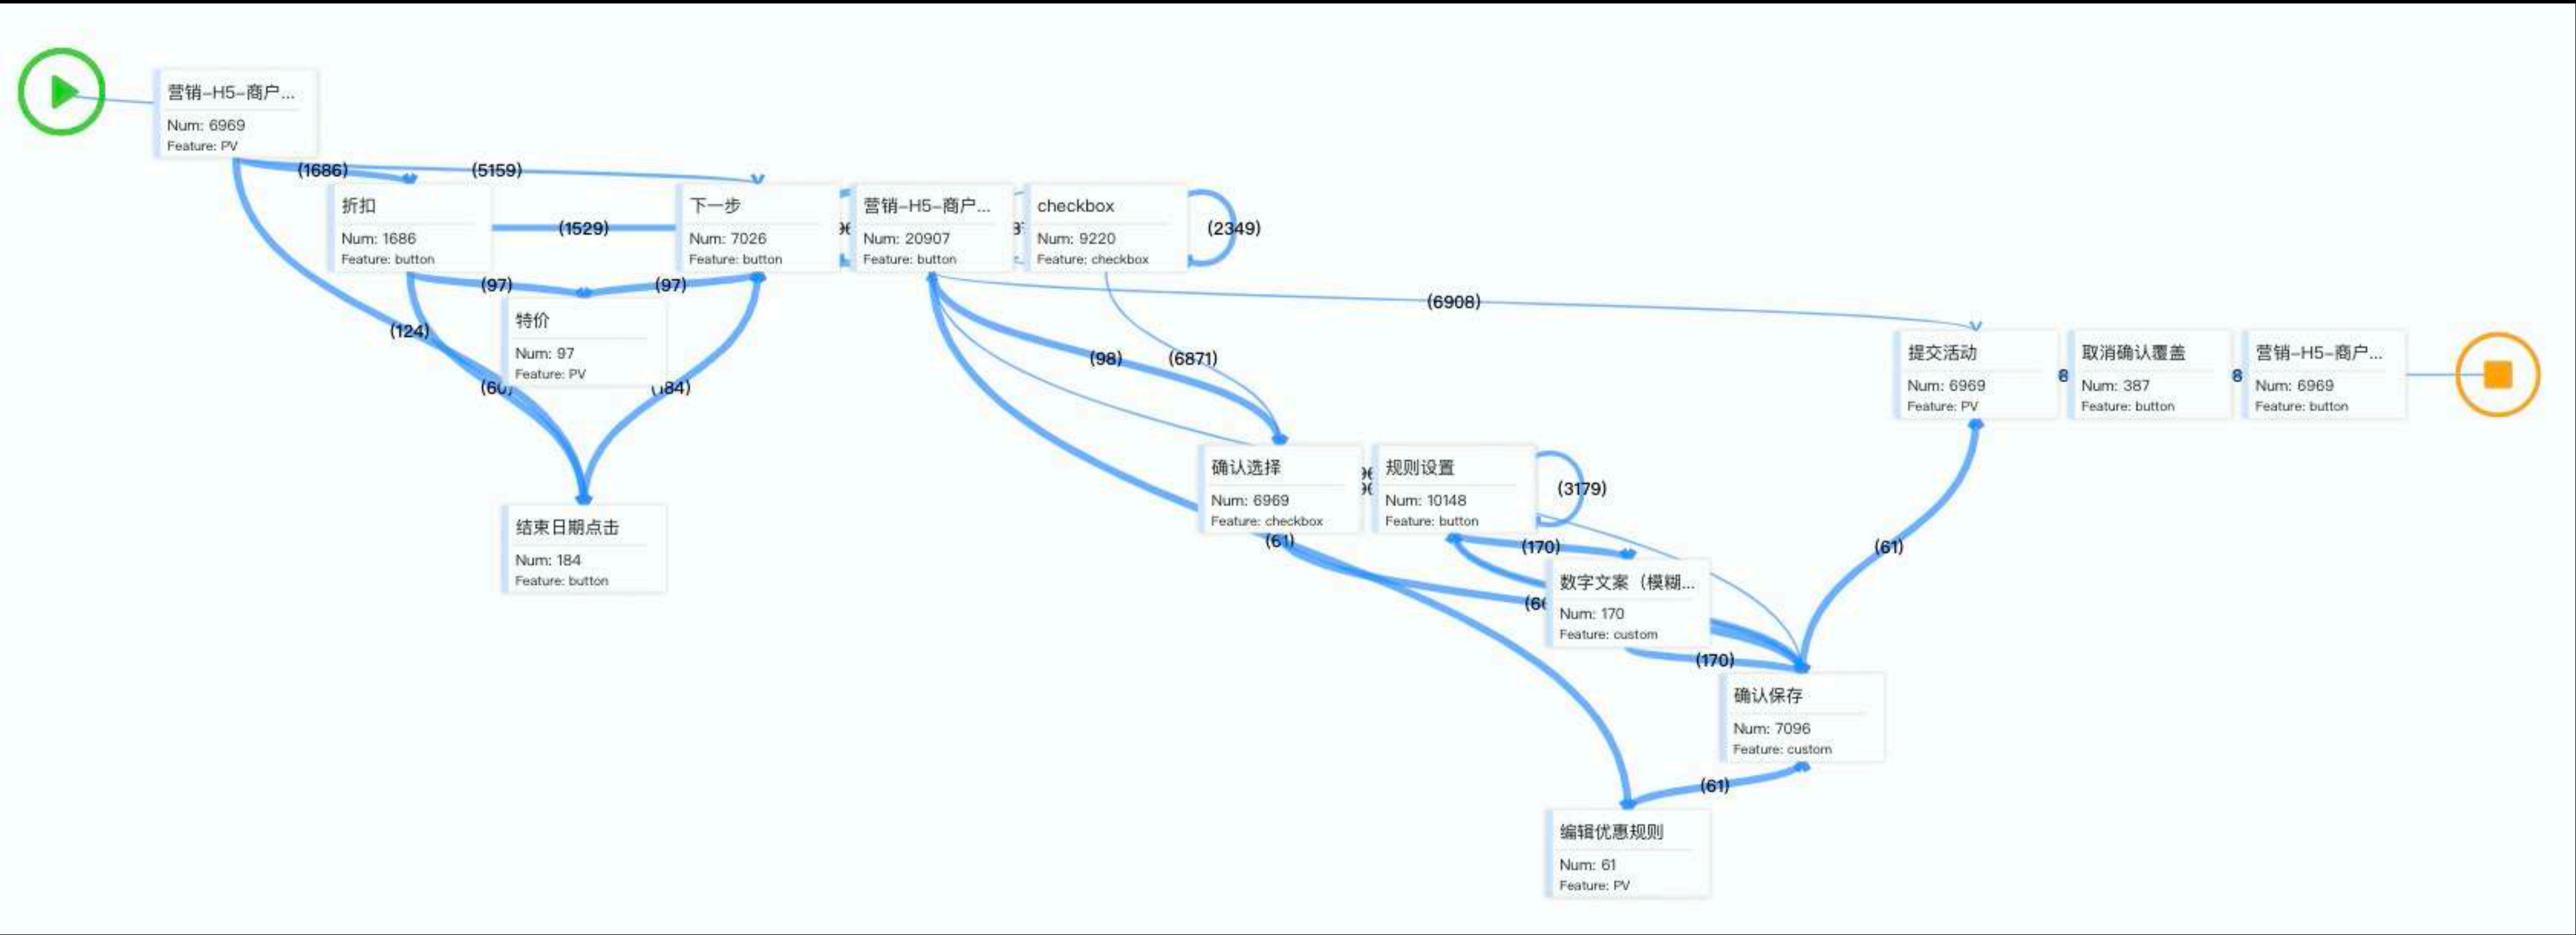 营销-H5-商户...
Num: 6969
Feature: PV
(1686)
(5159)
折扣
Num: 1686
Feature: button
(1529)
下一步
Num: 7026
Feature: button
营销-H5-商户...
Num: 20907
Feature: button
checkbox
Num: 9220
Feature: checkbox
(2349)
(97)
(97)
特价
Num: 97
Feature: PV
(124)
(184)
(6908)
(98)
(6871)
提交活动
Num: 6969
Feature: PV
取消确认覆盖
Num: 387
Feature: button
营销-H5-商户...
Num: 6969
Feature: button
结束日期点击
Num: 184
Feature: button
确认选择
Num: 6969
Feature: checkbox
规则设置
Num: 10148
Feature: button
(3179)
(61)
(170)
(61)
数字文案（模糊...
Num: 170
Feature: custom
(170)
确认保存
Num: 7096
Feature: custom
(61)
编辑优惠规则
Num: 61
Feature: PV